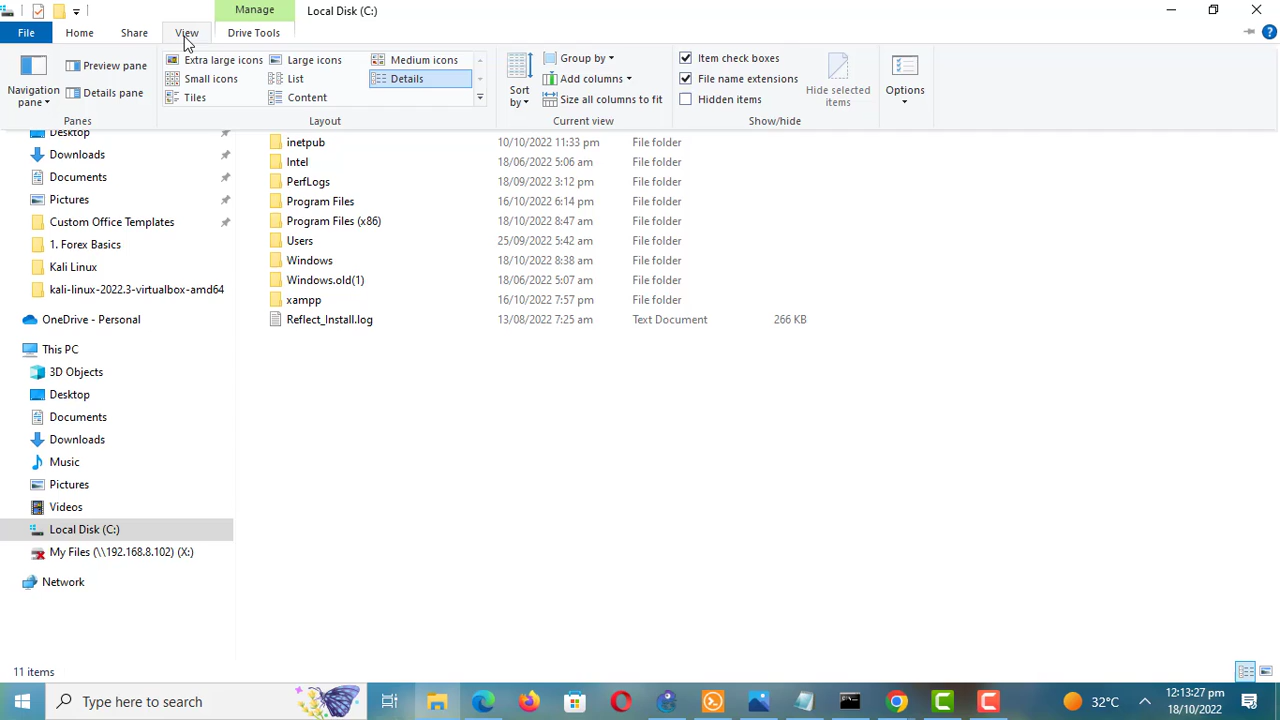 Manage
Local Disk (C:)
File
Home
Share
View
Drive Tools
Navigation pane
Preview pane
Details pane
Panes
Extra large icons
Large icons
Medium icons
Small icons
List
Details
Tiles
Content
Layout
Sort by
Group by
Add columns
Size all columns to fit
Current view
Item check boxes
File name extensions
Hidden items
Hide selected items
Show/hide
Options
Desktop
Downloads
Documents
Pictures
Custom Office Templates
1. Forex Basics
Kali Linux
kali-linux-2022.3-virtualbox-amd64
OneDrive - Personal
This PC
3D Objects
Desktop
Documents
Downloads
Music
Pictures
Videos
Local Disk (C:)
My Files (\\192.168.8.102) (X:)
Network
inetpub 10/10/2022 11:33 pm File folder
Intel 18/06/2022 5:06 am File folder
PerfLogs 18/09/2022 3:12 pm File folder
Program Files 16/10/2022 6:14 pm File folder
Program Files (x86) 18/10/2022 8:47 am File folder
Users 25/09/2022 5:42 am File folder
Windows 18/10/2022 8:38 am File folder
Windows.old(1) 18/06/2022 5:07 am File folder
xampp 16/10/2022 7:57 pm File folder
Reflect_Install.log 13/08/2022 7:25 am Text Document 266 KB
11 items
Type here to search
32°C
12:13:27 pm
18/10/2022